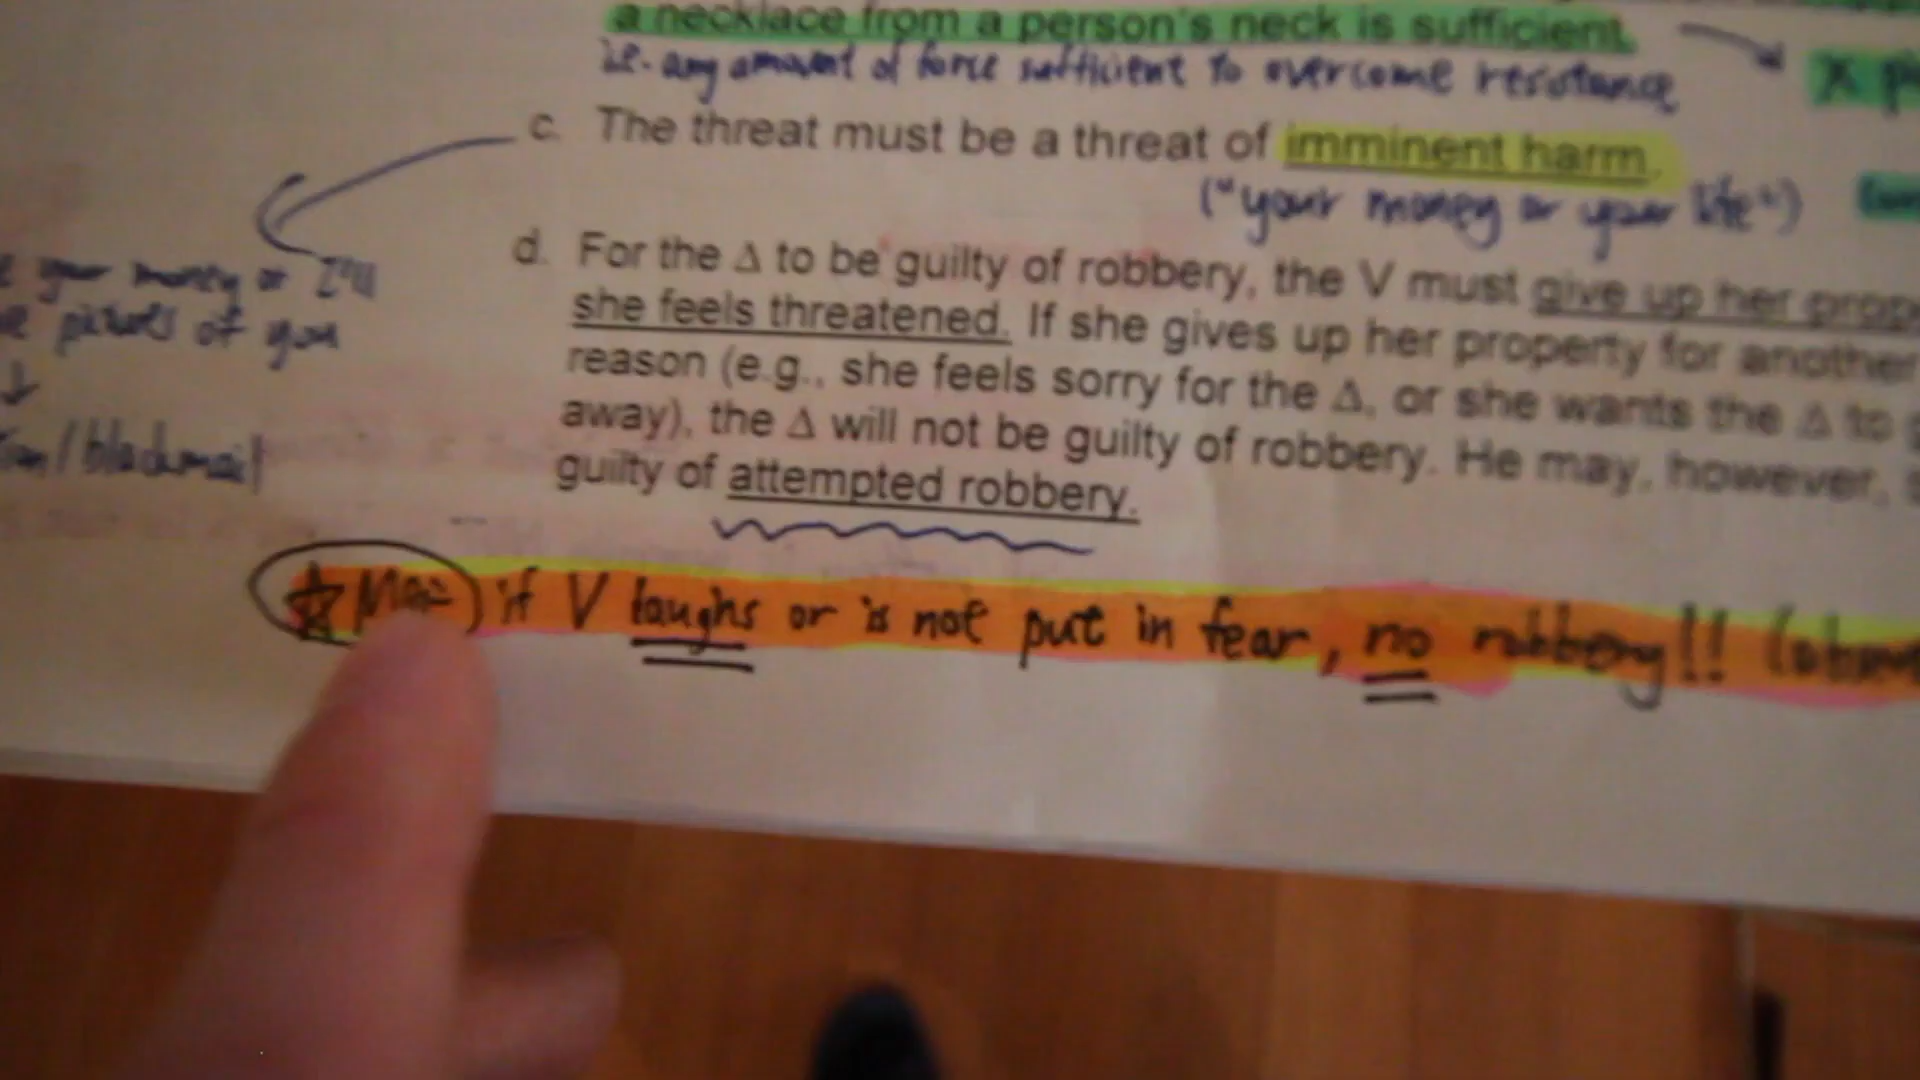 a necklace from a person's neck is sufficient.
i.e. any amount of force sufficient to overcome resistance
c. The threat must be a threat of imminent harm.
("your money or your life")
d. For the Δ to be guilty of robbery, the V must give up her
she feels threatened. If she gives up her property for another
reason (e.g., she feels sorry for the Δ, or she wants the Δ to
away), the Δ will not be guilty of robbery. He may, however,
guilty of attempted robbery.
your money or I'll
pictures of you
↓
/blackmail
☆ if V laughs or is not put in fear, no robbery!!
X